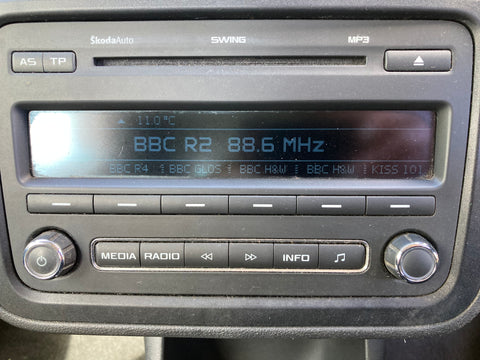 ŠkodaAuto SWING MP3
AS TP
11.0°C
BBC R2 88.6 MHz
BBC R4 BBC GLOS BBC H&W BBC H&W KISS 101
MEDIA RADIO INFO